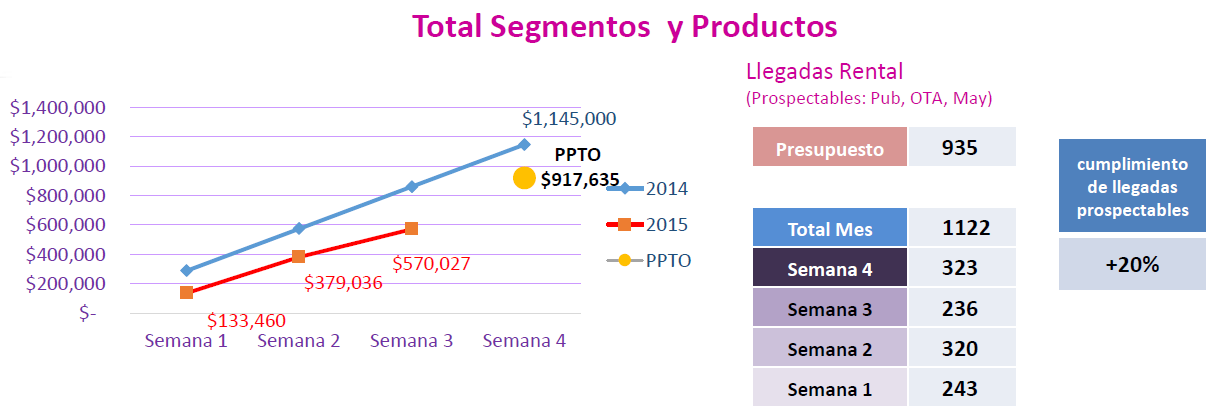 Total Segmentos y Productos
Llegadas Rental
(Prospectables: Pub, OTA, May)
$1,400,000
$1,200,000
$1,000,000
$800,000
$600,000
$400,000
$200,000
$-
$1,145,000
PPTO
$917,635
$570,027
$379,036
$133,460
Semana 1
Semana 2
Semana 3
Semana 4
2014
2015
PPTO
Presupuesto 935
Total Mes 1122
Semana 4 323
Semana 3 236
Semana 2 320
Semana 1 243
cumplimiento
de llegadas
prospectables
+20%